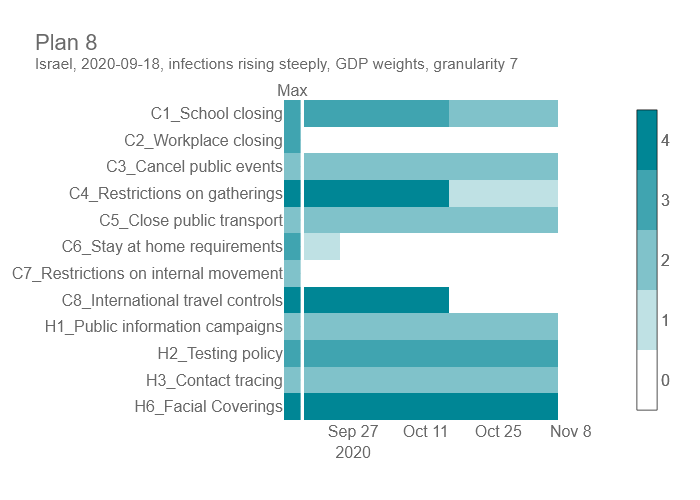 Plan 8
Israel, 2020-09-18, infections rising steeply, GDP weights, granularity 7
Max
C1_School closing
C2_Workplace closing
C3_Cancel public events
C4_Restrictions on gatherings
C5_Close public transport
C6_Stay at home requirements
C7_Restrictions on internal movement
C8_International travel controls
H1_Public information campaigns
H2_Testing policy
H3_Contact tracing
H6_Facial Coverings
Sep 27 Oct 11 Oct 25 Nov 8
2020
4
3
2
1
0